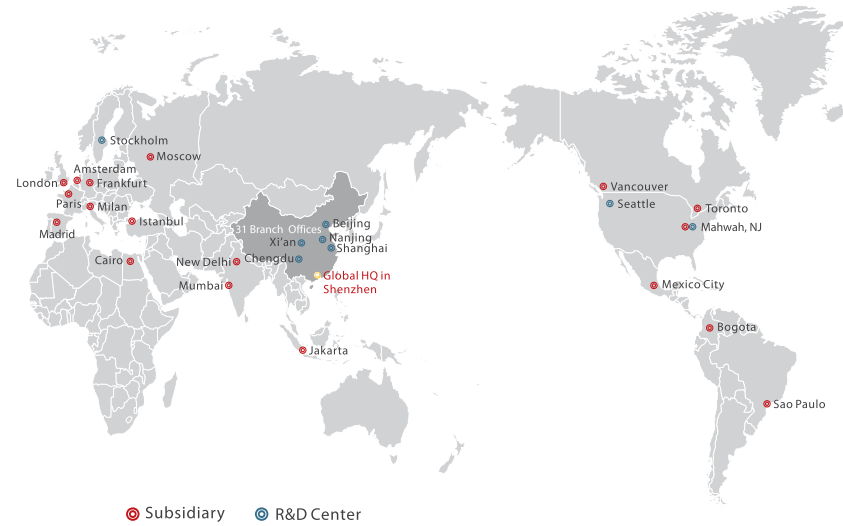 Stockholm
Moscow
Amsterdam
London
Frankfurt
Paris
Milan
Madrid
Istanbul
Cairo
New Delhi
Mumbai
31 Branch Offices
Beijing
Nanjing
Xi'an
Shanghai
Chengdu
Global HQ in
Shenzhen
Jakarta
Vancouver
Seattle
Toronto
Mahwah, NJ
Mexico City
Bogota
Sao Paulo
Subsidiary
R&D Center